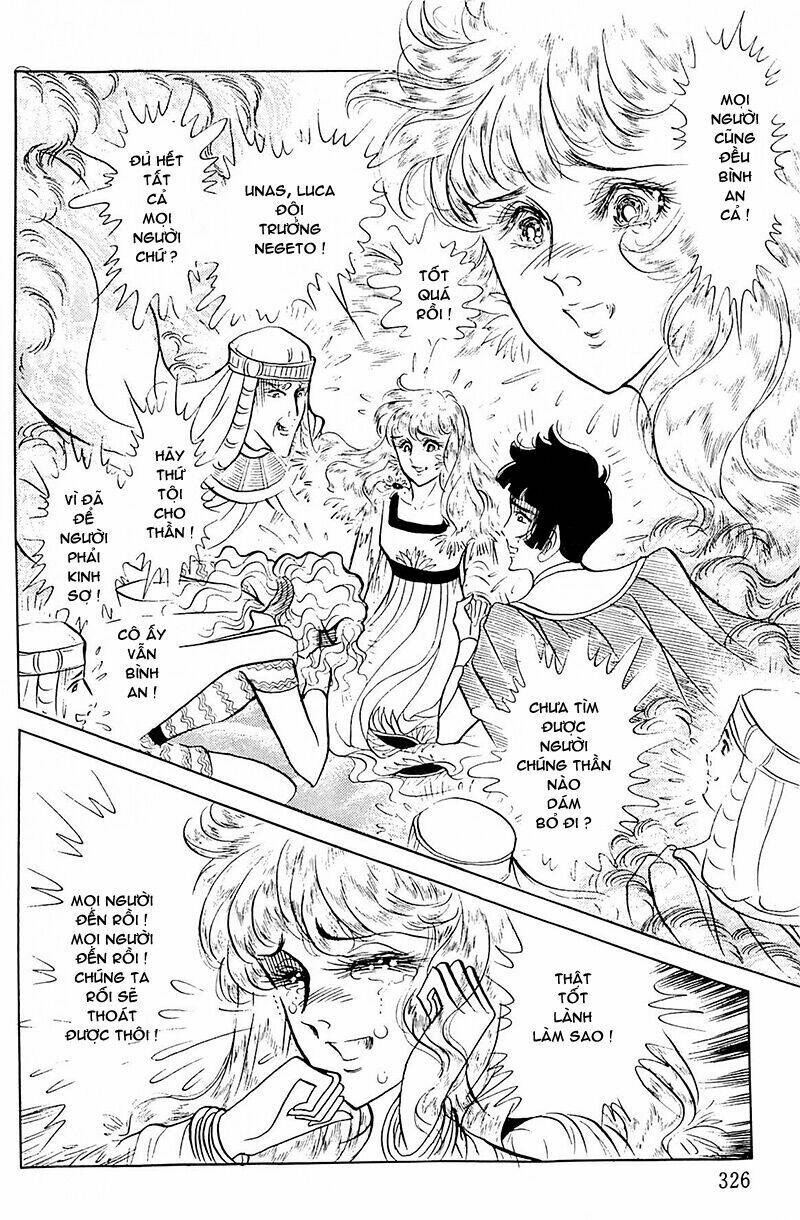 MỌI
NGƯỜI
CŨNG
ĐỀU
BÌNH
AN
CẢ !
TỐT
QUÁ
RỒI !
UNAS, LUCA
ĐỘI
TRƯỞNG
NEGETO !
ĐỦ HẾT
TẤT
CẢ
MỌI
NGƯỜI
CHỨ ?
HÃY
THỨ
TỘI
CHO
THẦN !
VÌ ĐÃ
ĐỂ
NGƯỜI
PHẢI
KINH
SỢ !
CÔ ẤY
VẪN
BÌNH
AN !
CHƯA TÌM
ĐƯỢC
NGƯỜI
CHÚNG THẦN
NÀO
DÁM
BỎ ĐI ?
THẬT
TỐT
LÀNH
LÀM SAO !
MỌI NGƯỜI
ĐẾN RỒI !
MỌI NGƯỜI
ĐẾN RỒI !
CHÚNG TA
RỒI SẼ
THOÁT
ĐƯỢC THÔI !
326